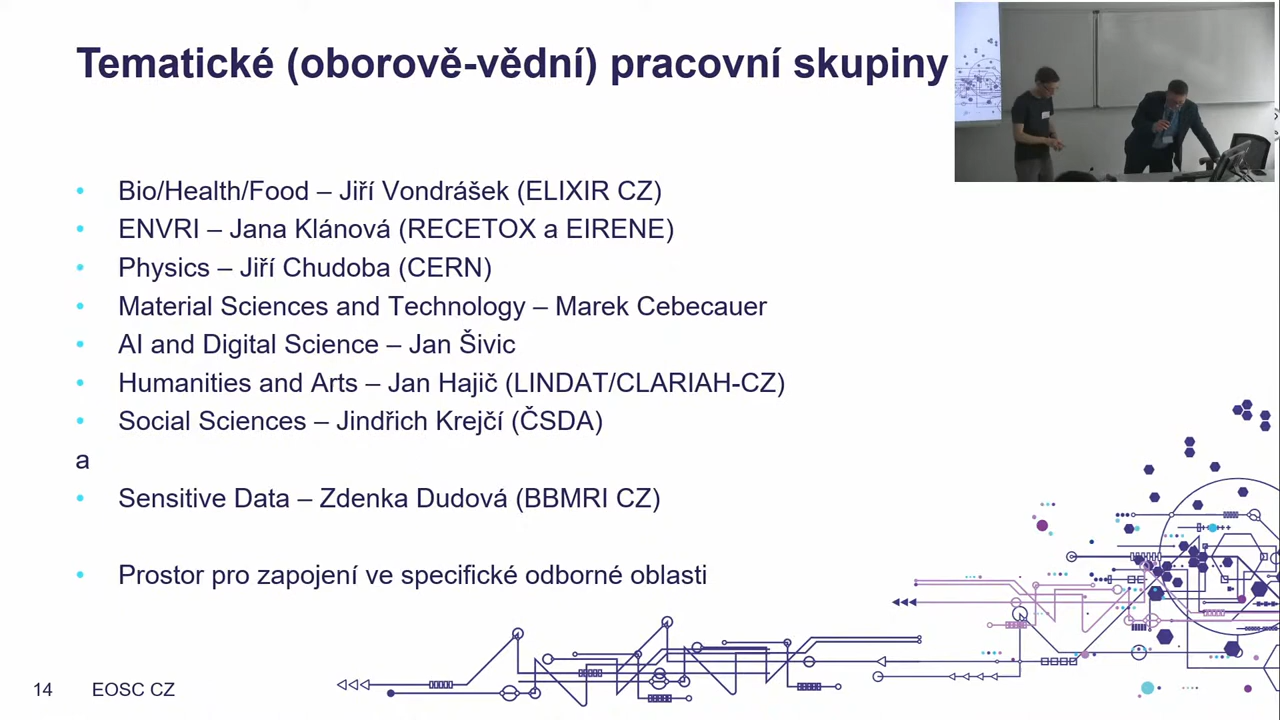 Tematické (oborově-vědní) pracovní skupiny
• Bio/Health/Food – Jiří Vondrášek (ELIXIR CZ)
• ENVRI – Jana Klánová (RECETOX a EIRENE)
• Physics – Jiří Chudoba (CERN)
• Material Sciences and Technology – Marek Cebecauer
• AI and Digital Science – Jan Šivic
• Humanities and Arts – Jan Hajič (LINDAT/CLARIAH-CZ)
• Social Sciences – Jindřich Krejčí (ČSDA)
a
• Sensitive Data – Zdenka Dudová (BBMRI CZ)
• Prostor pro zapojení ve specifické odborné oblasti
14 EOSC CZ